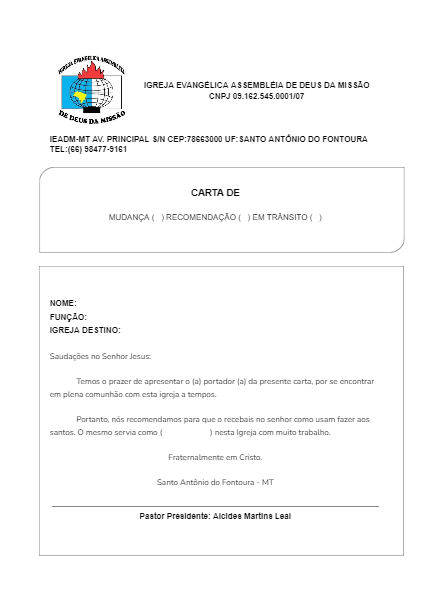 IGREJA EVANGÉLICA ASSEMBLEIA
DE DEUS DA MISSÃO
IGREJA EVANGÉLICA ASSEMBLÉIA DE DEUS DA MISSÃO
CNPJ 09.162.545.0001/07
IEADM-MT AV. PRINCIPAL S/N CEP:78663000 UF:SANTO ANTÔNIO DO FONTOURA
TEL:(66) 98477-9161
CARTA DE
MUDANÇA ( ) RECOMENDAÇÃO ( ) EM TRÂNSITO ( )
NOME:
FUNÇÃO:
IGREJA DESTINO:
Saudações no Senhor Jesus:
Temos o prazer de apresentar o (a) portador (a) da presente carta, por se encontrar
em plena comunhão com esta igreja a tempos.
Portanto, nós recomendamos para que o recebais no senhor como usam fazer aos
santos. O mesmo servia como ( ) nesta Igreja com muito trabalho.
Fraternalmente em Cristo.
Santo Antônio do Fontoura - MT
Pastor Presidente: Alcides Martins Leal